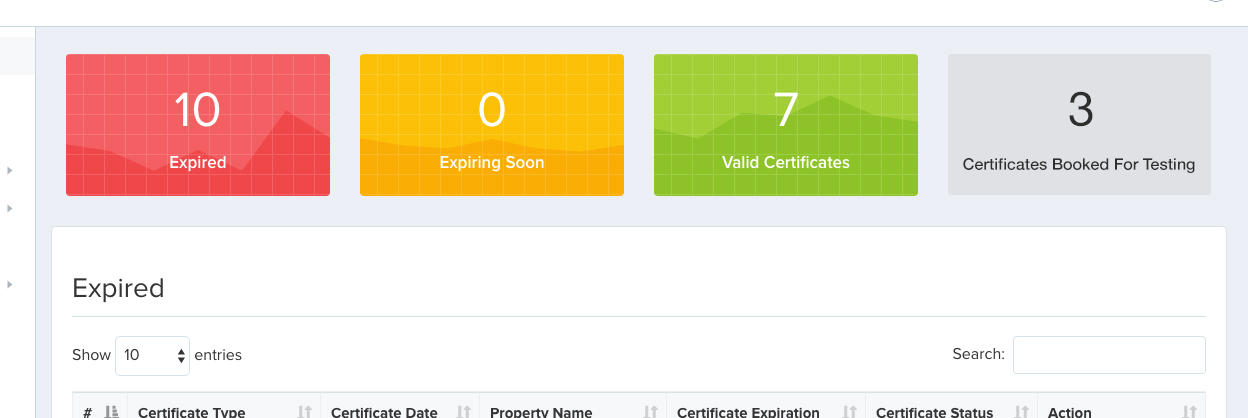 10
Expired
0
Expiring Soon
7
Valid Certificates
3
Certificates Booked For Testing
Expired
Show 10 entries
Search:
# Certificate Type Certificate Date Property Name Certificate Expiration Certificate Status Action